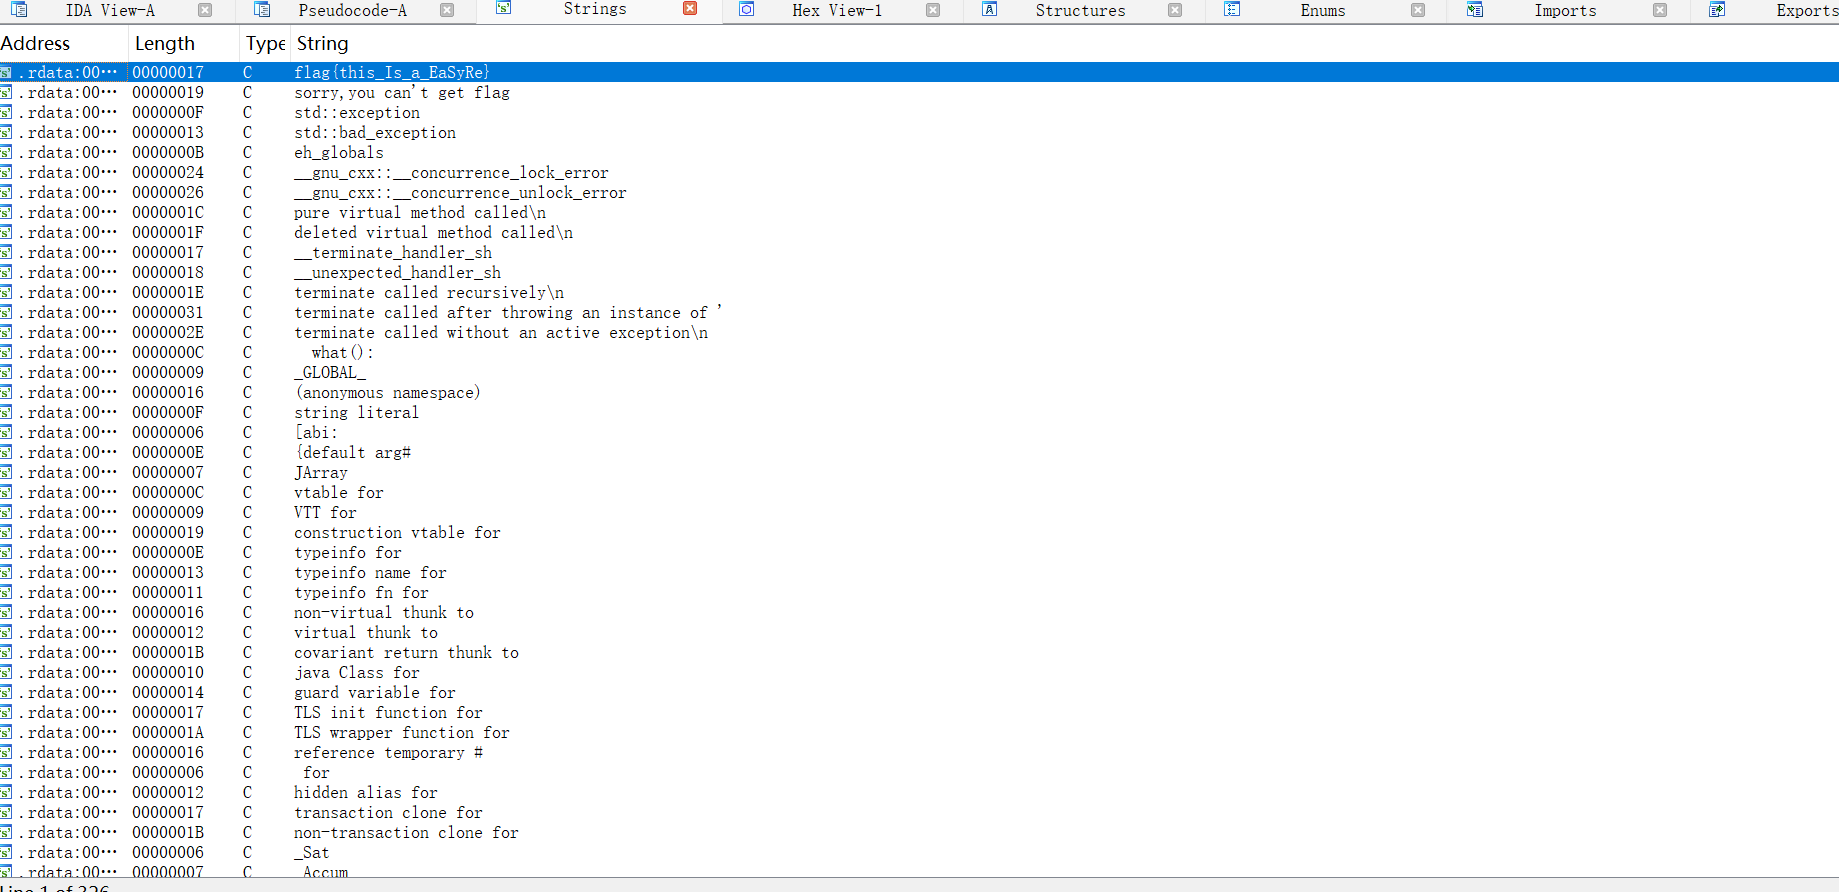 IDA View-A Pseudocode-A Strings Hex View-1 Structures Enums Imports Exports
Address Length Type String
.rdata:00··· 00000017 C flag{this_Is_a_EaSyRe}
.rdata:00··· 00000019 C sorry,you can't get flag
.rdata:00··· 0000000F C std::exception
.rdata:00··· 00000013 C std::bad_exception
.rdata:00··· 0000000B C eh_globals
.rdata:00··· 00000024 C __gnu_cxx::__concurrence_lock_error
.rdata:00··· 00000026 C __gnu_cxx::__concurrence_unlock_error
.rdata:00··· 0000001C C pure virtual method called\n
.rdata:00··· 0000001F C deleted virtual method called\n
.rdata:00··· 00000017 C __terminate_handler_sh
.rdata:00··· 00000018 C __unexpected_handler_sh
.rdata:00··· 0000001E C terminate called recursively\n
.rdata:00··· 00000031 C terminate called after throwing an instance of '
.rdata:00··· 0000002E C terminate called without an active exception\n
.rdata:00··· 0000000C C what():
.rdata:00··· 00000009 C _GLOBAL_
.rdata:00··· 00000016 C (anonymous namespace)
.rdata:00··· 0000000F C string literal
.rdata:00··· 00000006 C [abi:
.rdata:00··· 0000000E C {default arg#
.rdata:00··· 00000007 C JArray
.rdata:00··· 0000000C C vtable for
.rdata:00··· 00000009 C VTT for
.rdata:00··· 00000019 C construction vtable for
.rdata:00··· 0000000E C typeinfo for
.rdata:00··· 00000013 C typeinfo name for
.rdata:00··· 00000011 C typeinfo fn for
.rdata:00··· 00000016 C non-virtual thunk to
.rdata:00··· 00000012 C virtual thunk to
.rdata:00··· 0000001B C covariant return thunk to
.rdata:00··· 00000010 C java Class for
.rdata:00··· 00000014 C guard variable for
.rdata:00··· 00000017 C TLS init function for
.rdata:00··· 0000001A C TLS wrapper function for
.rdata:00··· 00000016 C reference temporary #
.rdata:00··· 00000006 C for
.rdata:00··· 00000012 C hidden alias for
.rdata:00··· 00000017 C transaction clone for
.rdata:00··· 0000001B C non-transaction clone for
.rdata:00··· 00000006 C _Sat
.rdata:00··· 00000007 C Accum
Line 1 of 326